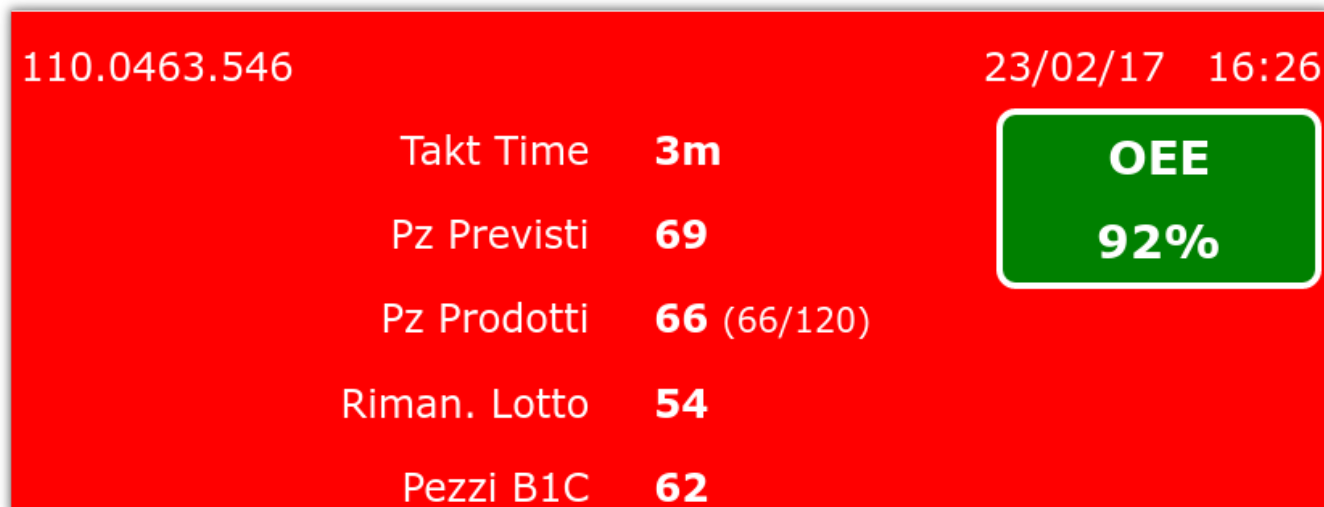 110.0463.546 23/02/17 16:26
Takt Time 3m
OEE
Pz Previsti 69
92%
Pz Prodotti 66 (66/120)
Riman. Lotto 54
Pezzi B1C 62